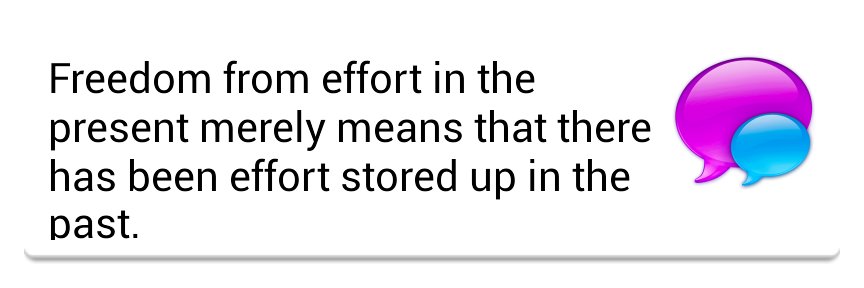 Freedom from effort in the
present merely means that there
has been effort stored up in the
past.